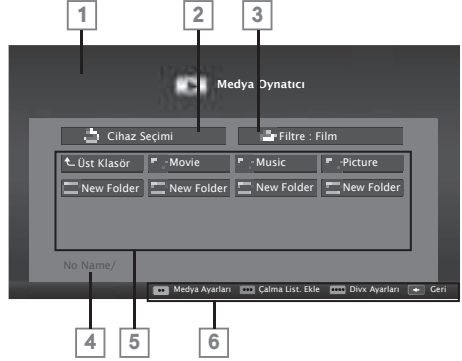 1 2 3
Medya Oynatıcı
Cihaz Seçimi Filtre : Film
Üst Klasör Movie Music Picture
New Folder New Folder New Folder New Folder
No Name/
Medya Ayarları Çalma List. Ekle Divx Ayarları Geri
4 5 6